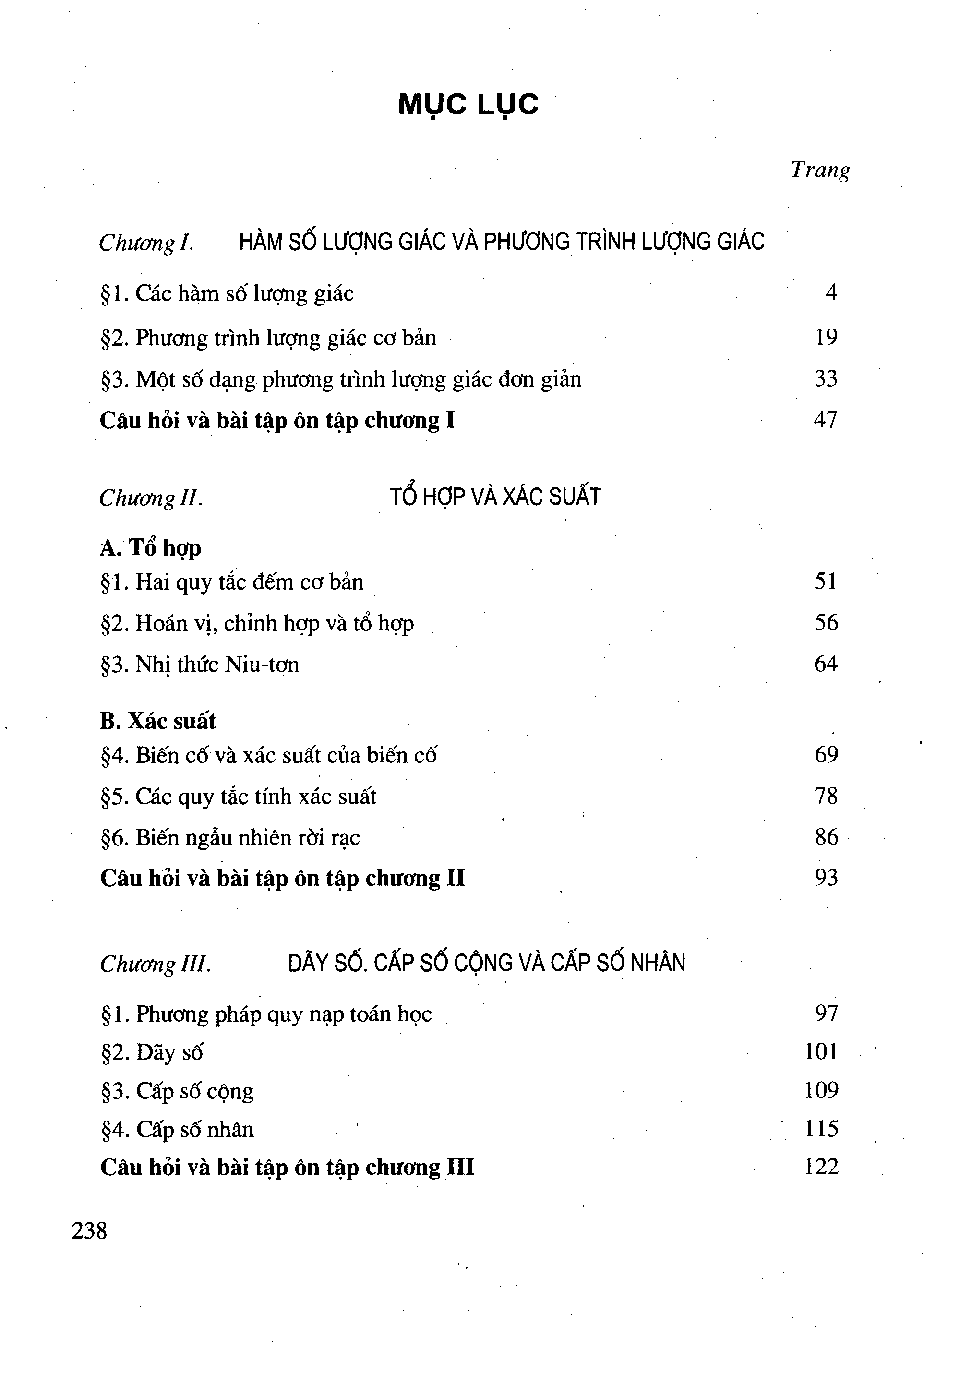 MỤC LỤC
Trang
Chương I. HÀM SỐ LƯỢNG GIÁC VÀ PHƯƠNG TRÌNH LƯỢNG GIÁC
§1. Các hàm số lượng giác 4
§2. Phương trình lượng giác cơ bản 19
§3. Một số dạng phương trình lượng giác đơn giản 33
Câu hỏi và bài tập ôn tập chương I 47
Chương II. TỔ HỢP VÀ XÁC SUẤT
A. Tổ hợp
§1. Hai quy tắc đếm cơ bản 51
§2. Hoán vị, chỉnh hợp và tổ hợp 56
§3. Nhị thức Niu-tơn 64
B. Xác suất
§4. Biến cố và xác suất của biến cố 69
§5. Các quy tắc tính xác suất 78
§6. Biến ngẫu nhiên rời rạc 86
Câu hỏi và bài tập ôn tập chương II 93
Chương III. DÃY SỐ. CẤP SỐ CỘNG VÀ CẤP SỐ NHÂN
§1. Phương pháp quy nạp toán học 97
§2. Dãy số 101
§3. Cấp số cộng 109
§4. Cấp số nhân 115
Câu hỏi và bài tập ôn tập chương III 122
238